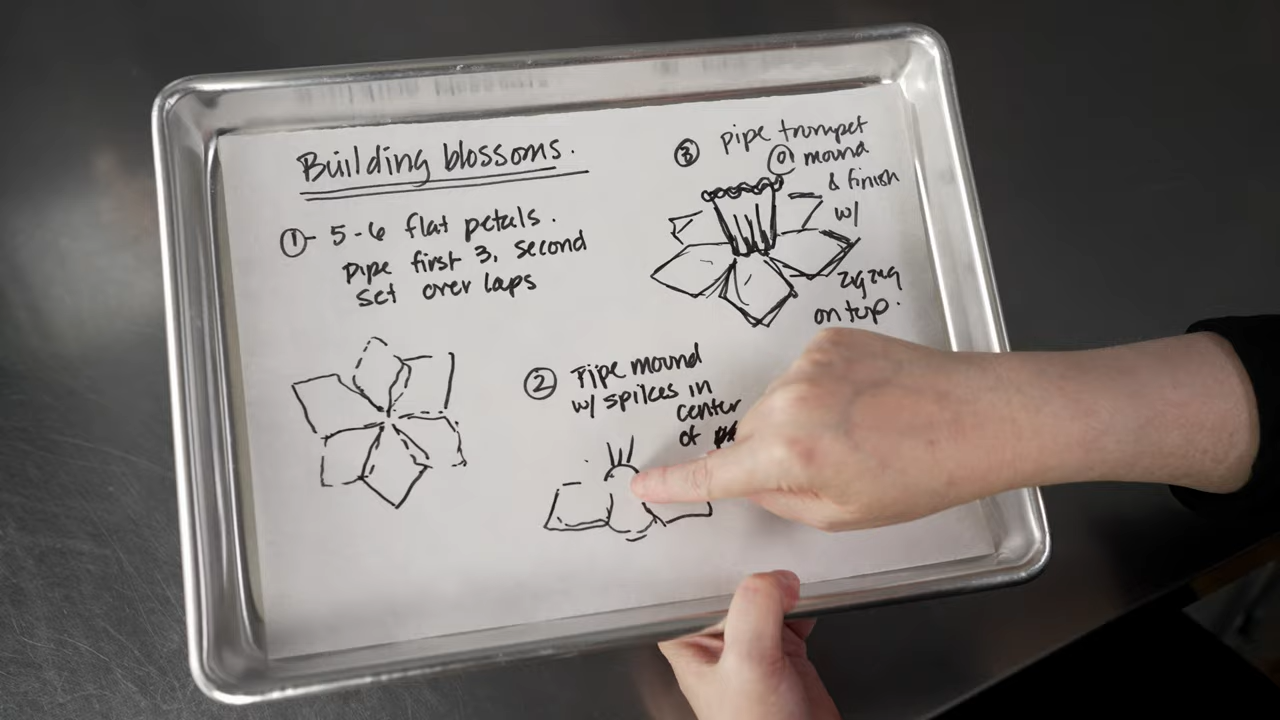 Building blossoms.
① - 5-6 flat petals.
pipe first 3, second
set over laps
② Pipe mound
w/ spikes in
center
of
③ pipe trumpet
mound
& finish
w/
zigzag
on top.